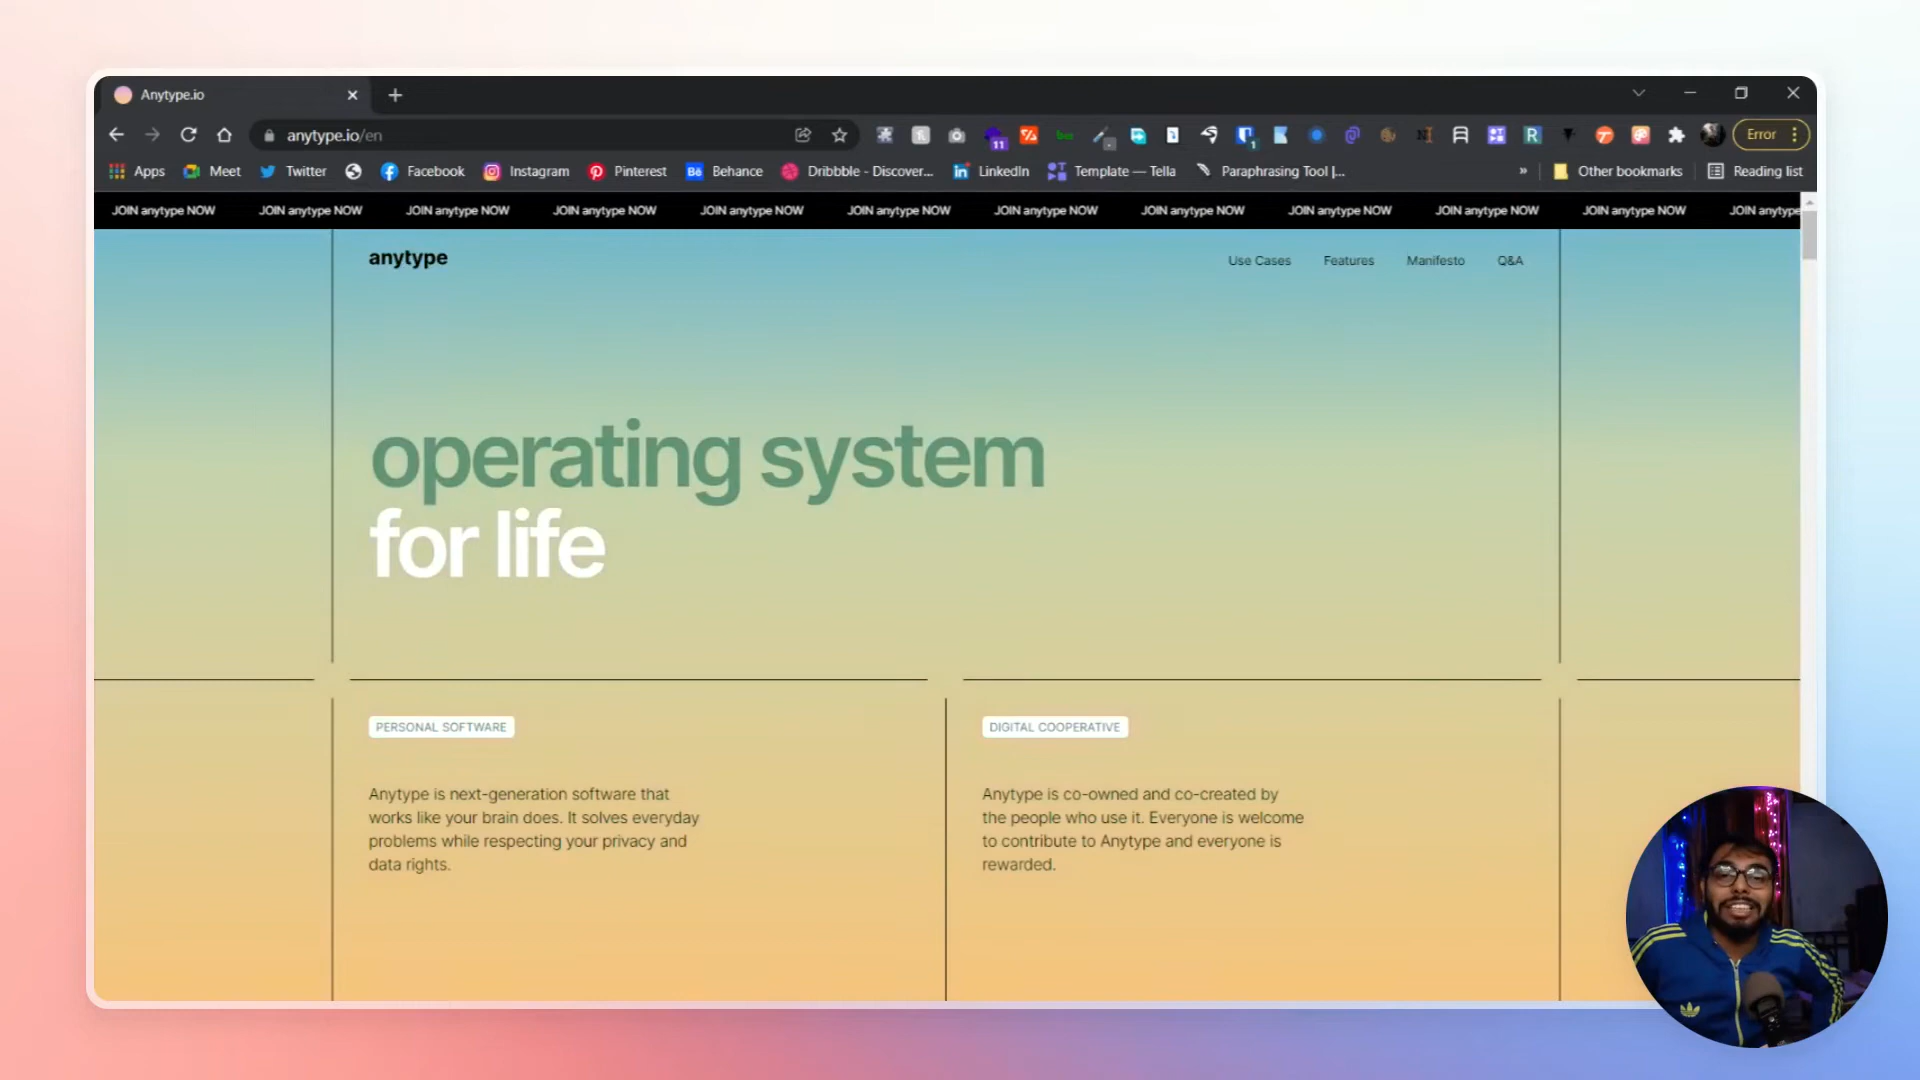 Anytype.io
anytype.io/en
11
1
R
Error
Apps
Meet
Twitter
Facebook
Instagram
Pinterest
Bē
Behance
Dribbble - Discover...
in
LinkedIn
Template — Tella
Paraphrasing Tool |...
»
Other bookmarks
Reading list
JOIN anytype NOW JOIN anytype NOW JOIN anytype NOW JOIN anytype NOW JOIN anytype NOW JOIN anytype NOW JOIN anytype NOW JOIN anytype NOW JOIN anytype NOW JOIN anytype NOW JOIN anytype NOW JOIN anytype
anytype
Use Cases
Features
Manifesto
Q&A
operating system
for life
PERSONAL SOFTWARE
Anytype is next-generation software that
works like your brain does. It solves everyday
problems while respecting your privacy and
data rights.
DIGITAL COOPERATIVE
Anytype is co-owned and co-created by
the people who use it. Everyone is welcome
to contribute to Anytype and everyone is
rewarded.